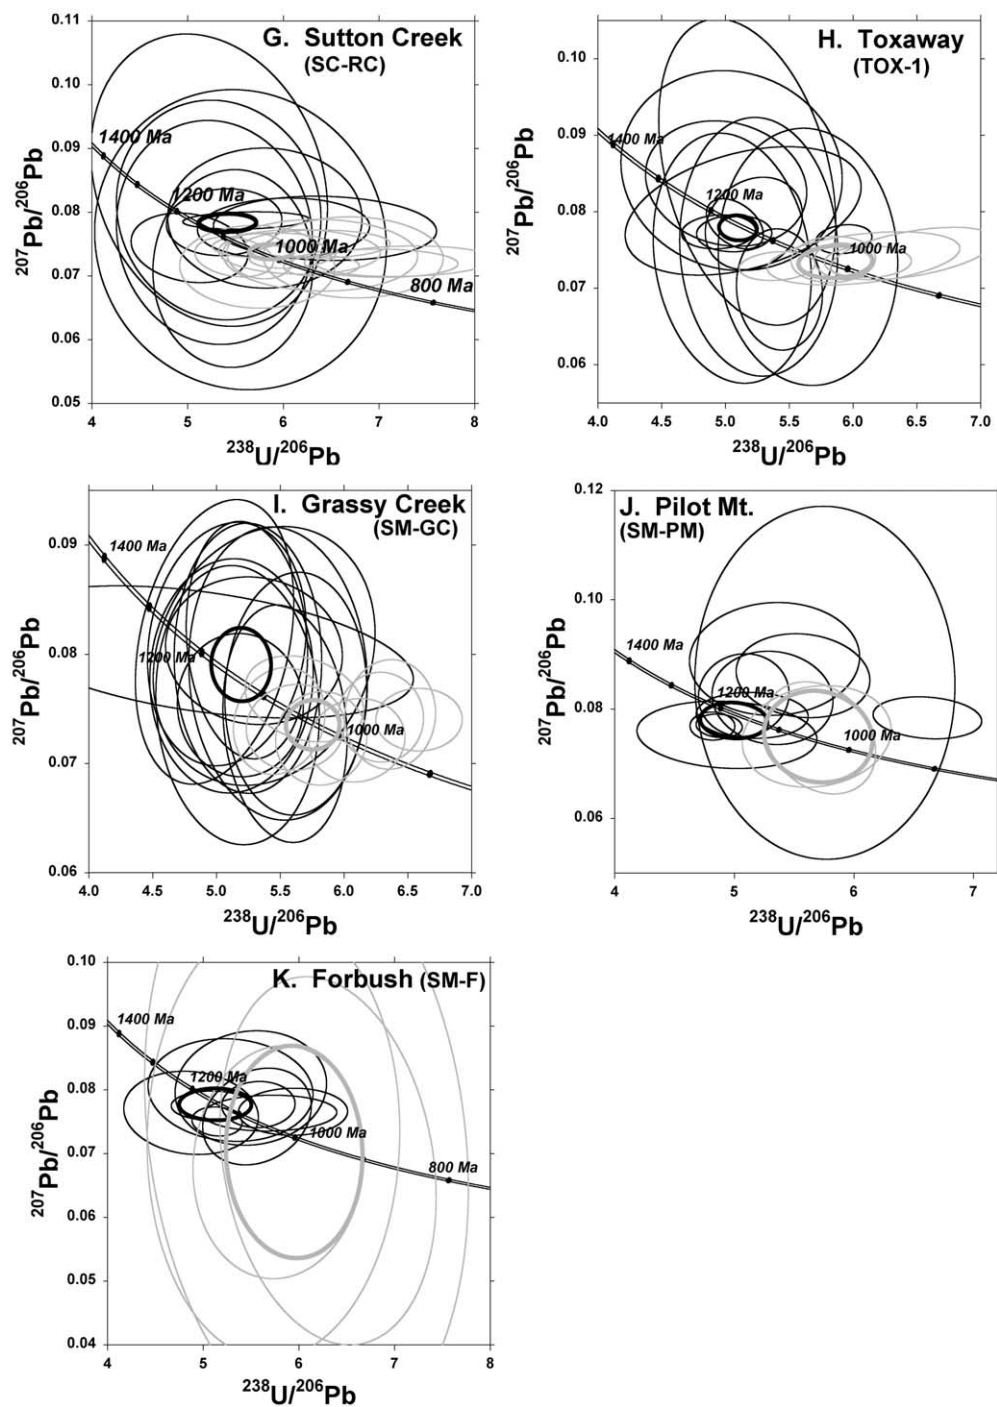 G. Sutton Creek
(SC-RC)
0.11
0.10
0.09
0.08
0.07
0.06
0.05
1400 Ma
1200 Ma
1000 Ma
800 Ma
207Pb/206Pb
4 5 6 7 8
238U/206Pb
H. Toxaway
(TOX-1)
0.10
0.09
0.08
0.07
0.06
1400 Ma
1200 Ma
1000 Ma
207Pb/206Pb
4.0 4.5 5.0 5.5 6.0 6.5 7.0
238U/206Pb
I. Grassy Creek
(SM-GC)
0.09
0.08
0.07
0.06
1400 Ma
1200 Ma
1000 Ma
207Pb/206Pb
4.0 4.5 5.0 5.5 6.0 6.5 7.0
238U/206Pb
J. Pilot Mt.
(SM-PM)
0.12
0.10
0.08
0.06
1400 Ma
1200 Ma
1000 Ma
207Pb/206Pb
4 5 6 7
238U/206Pb
K. Forbush (SM-F)
0.10
0.09
0.08
0.07
0.06
0.05
0.04
1400 Ma
1200 Ma
1000 Ma
800 Ma
207Pb/206Pb
4 5 6 7 8
238U/206Pb